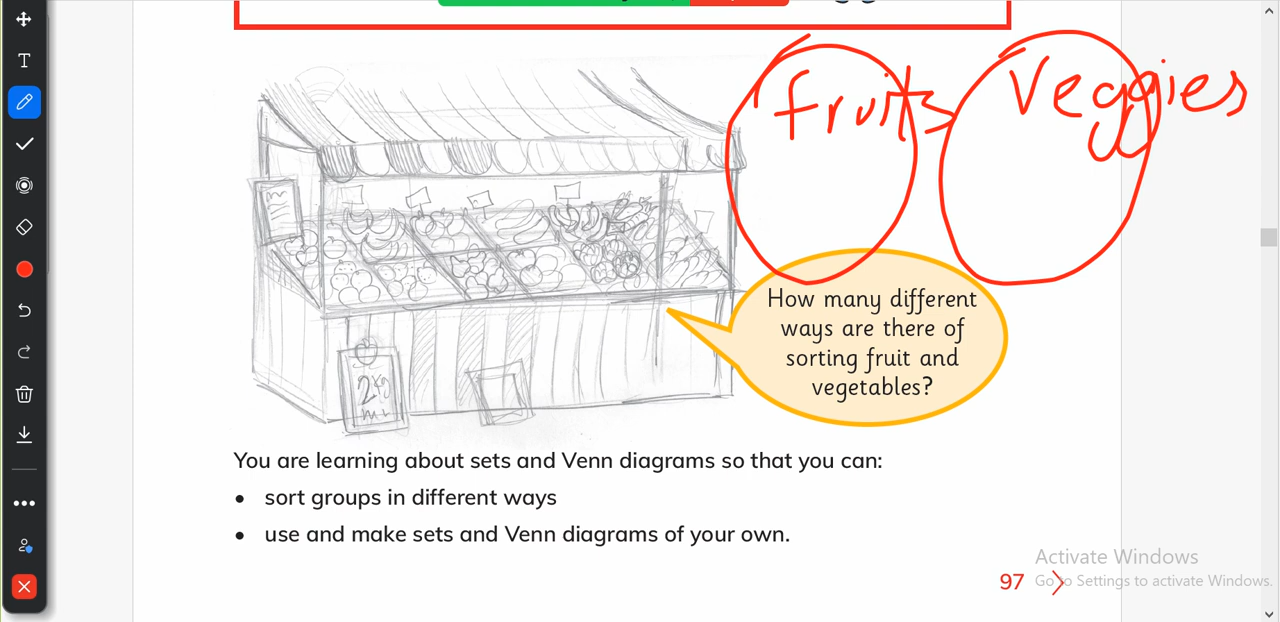 fruits
Veggies
How many different
ways are there of
sorting fruit and
vegetables?
You are learning about sets and Venn diagrams so that you can:
• sort groups in different ways
• use and make sets and Venn diagrams of your own.
Activate Windows
97
Go to Settings to activate Windows.